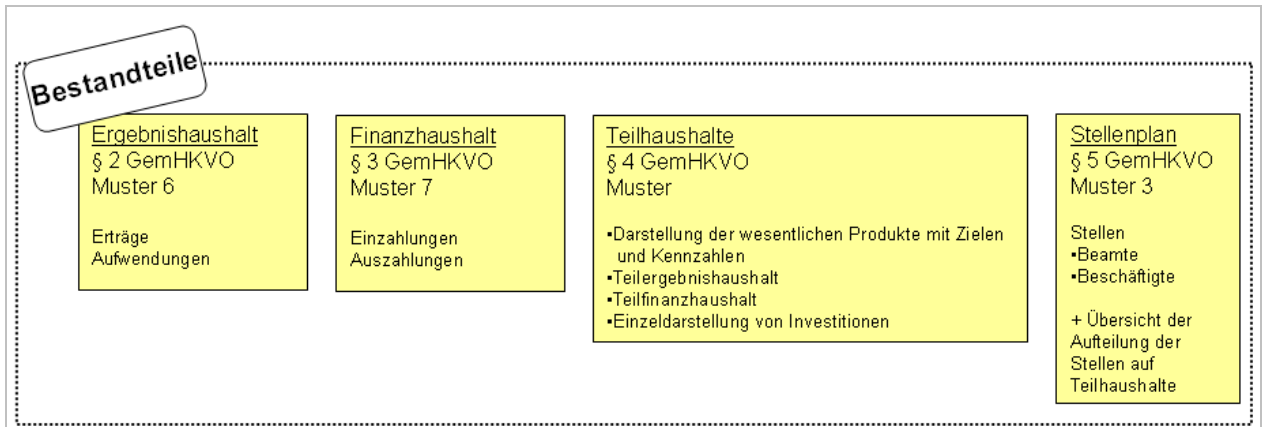 Bestandteile
Ergebnishaushalt
§ 2 GemHKVO
Muster 6
Erträge
Aufwendungen
Finanzhaushalt
§ 3 GemHKVO
Muster 7
Einzahlungen
Auszahlungen
Teilhaushalte
§ 4 GemHKVO
Muster
▪Darstellung der wesentlichen Produkte mit Zielen
und Kennzahlen
▪Teilergebnishaushalt
▪Teilfinanzhaushalt
▪Einzeldarstellung von Investitionen
Stellenplan
§ 5 GemHKVO
Muster 3
Stellen
▪Beamte
▪Beschäftigte
+ Übersicht der
Aufteilung der
Stellen auf
Teilhaushalte